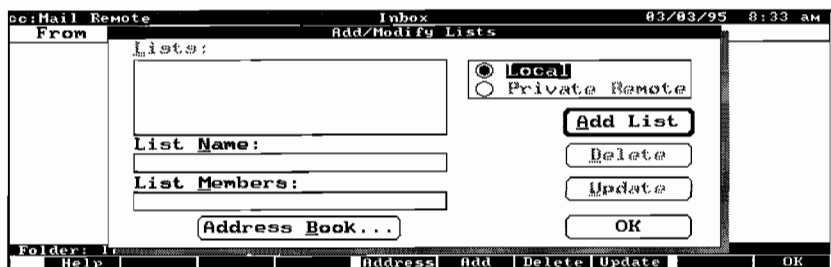 cc:Mail Remote Inbox 03/03/95 8:33 AM
From Add/Modify Lists
Lists:
Local
Private Remote
Add List
List Name:
Delete
List Members:
Update
Address Book...
OK
Folder:
Help Address Add Delete Update OK